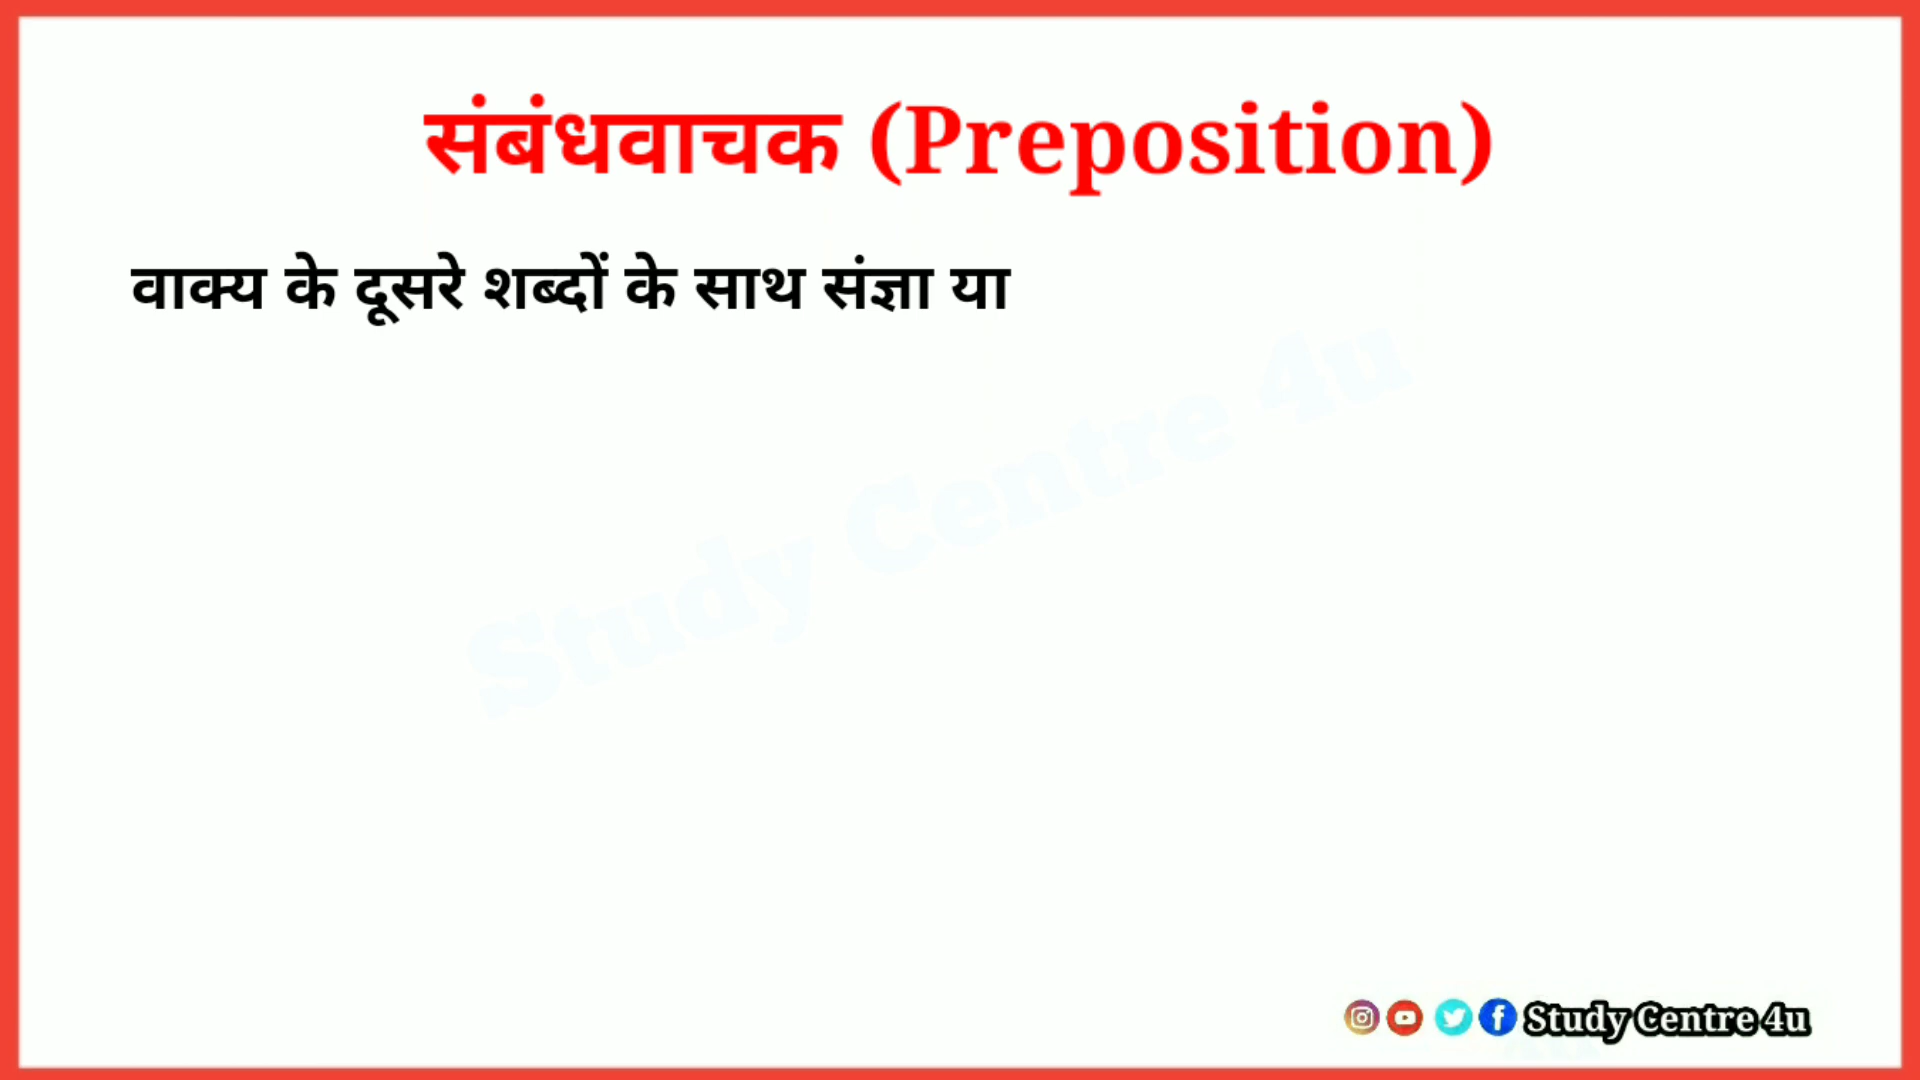 संबंधवाचक (Preposition)
वाक्य के दूसरे शब्दों के साथ संज्ञा या
Study Centre 4u
Study Centre 4u